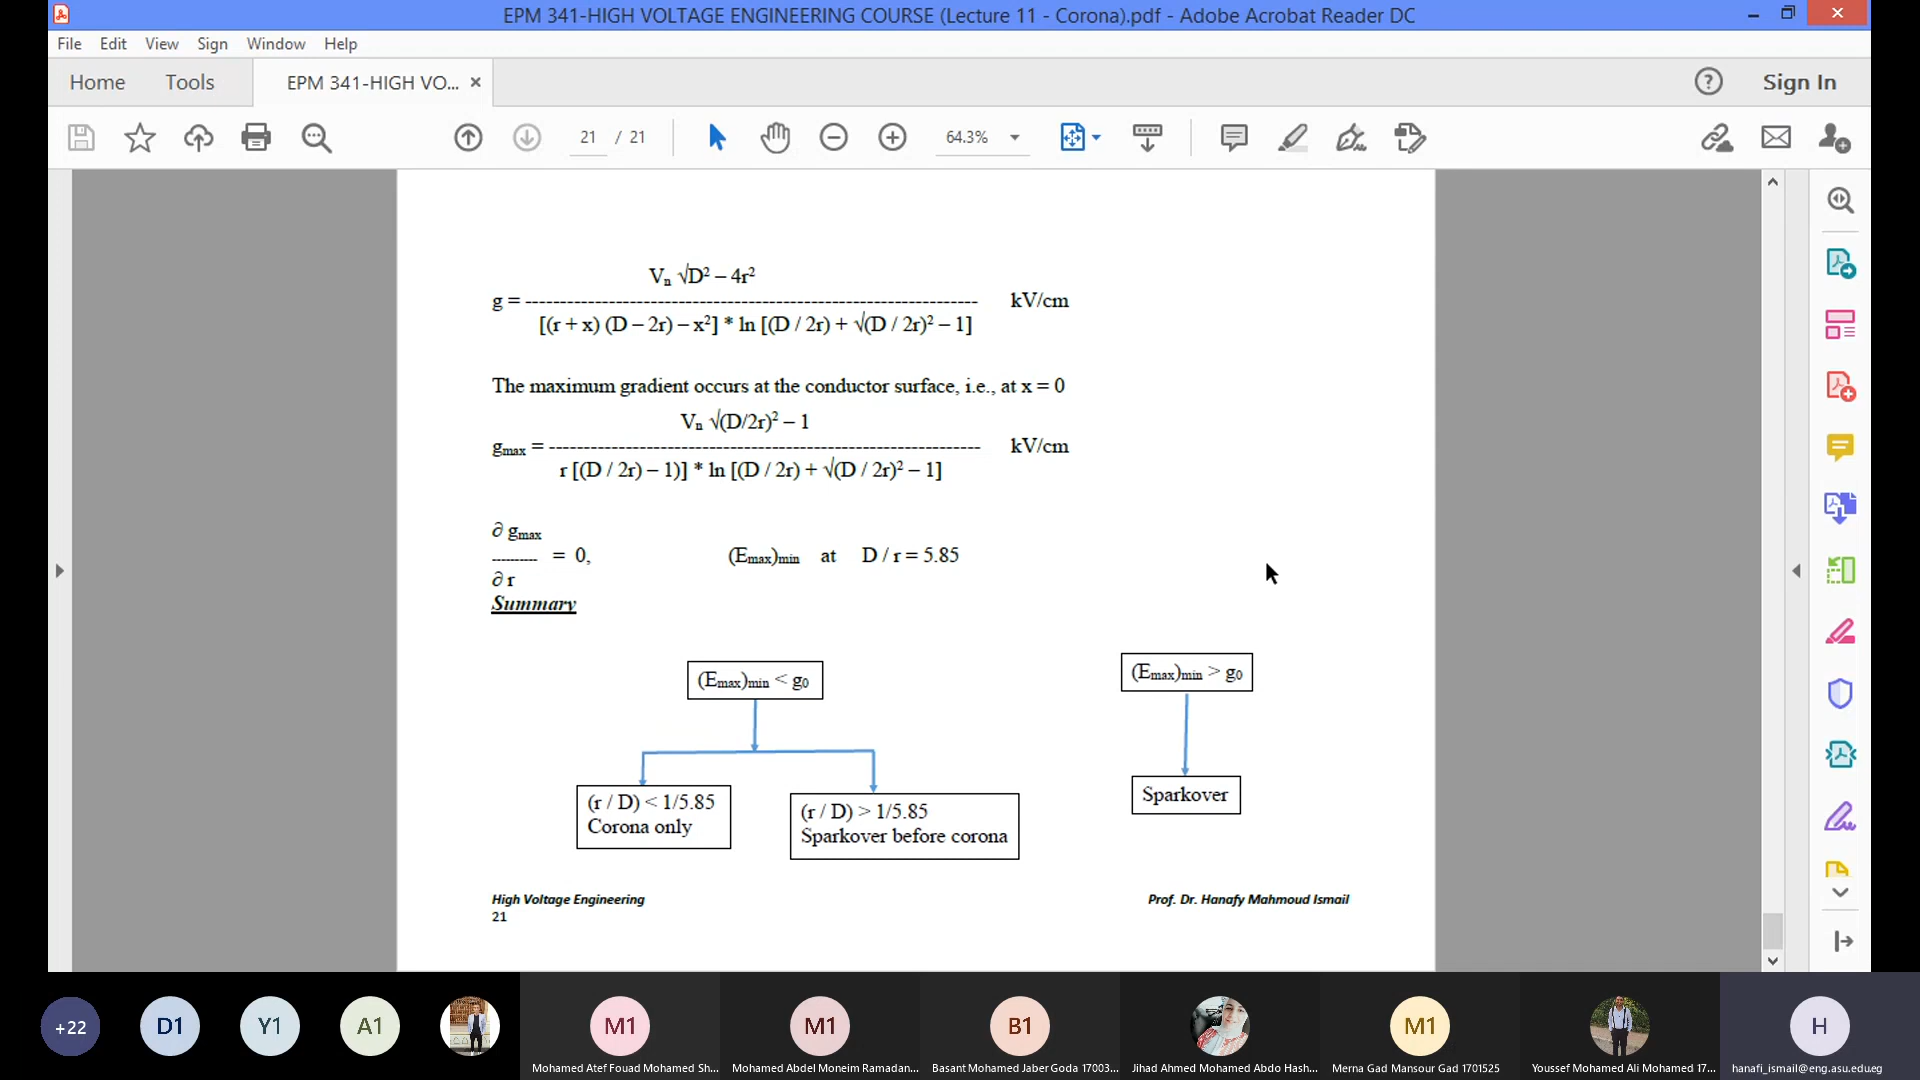 EPM 341-HIGH VOLTAGE ENGINEERING COURSE (Lecture 11 - Corona).pdf - Adobe Acrobat Reader DC
File Edit View Sign Window Help
Home Tools EPM 341-HIGH VO... × Sign In
21 / 21 64.3%
Vₙ √D² – 4r²
g = ---------------------------------------------------------------- kV/cm
[(r + x) (D – 2r) – x²] * ln [(D / 2r) + √(D / 2r)² – 1]
The maximum gradient occurs at the conductor surface, i.e., at x = 0
Vₙ √(D/2r)² – 1
gmax = ------------------------------------------------------------- kV/cm
r [(D / 2r) – 1)] * ln [(D / 2r) + √(D / 2r)² – 1]
∂ gmax
---------- = 0, (Emax)min at D / r = 5.85
∂ r
Summary
(Emax)min < g₀
(Emax)min > g₀
(r / D) < 1/5.85
Corona only
(r / D) > 1/5.85
Sparkover before corona
Sparkover
High Voltage Engineering Prof. Dr. Hanafy Mahmoud Ismail
21
+22 D1 Y1 A1 M1 M1 B1 M1 H
Mohamed Atef Fouad Mohamed Sh... Mohamed Abdel Moneim Ramadan... Basant Mohamed Jaber Goda 17003... Jihad Ahmed Mohamed Abdo Hash... Merna Gad Mansour Gad 1701525 Youssef Mohamed Ali Mohamed 17... hanafi_ismail@eng.asu.edu.eg